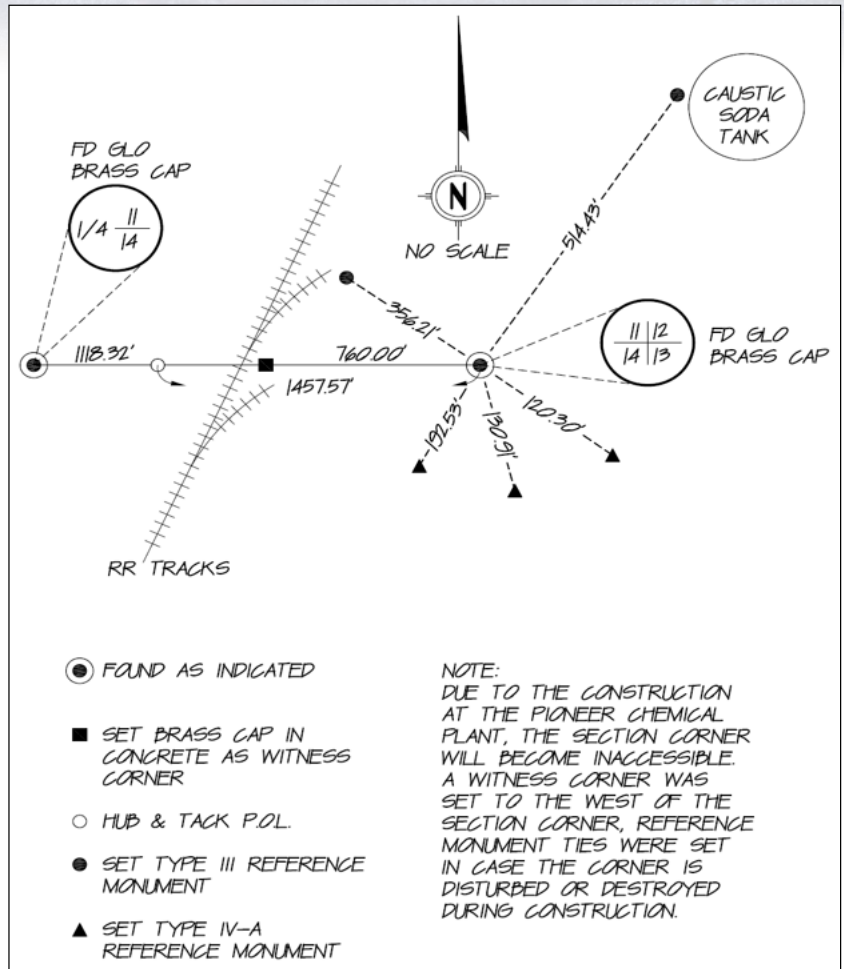 CAUSTIC
SODA
TANK
FD GLO
BRASS CAP
1/4 11
14
N
NO SCALE
514.43'
356.21'
1118.32'
760.00'
1457.57'
11 12
14 13
FD GLO
BRASS CAP
192.53'
130.91'
120.30'
RR TRACKS
FOUND AS INDICATED
SET BRASS CAP IN
CONCRETE AS WITNESS
CORNER
HUB & TACK P.O.L.
SET TYPE III REFERENCE
MONUMENT
SET TYPE IV-A
REFERENCE MONUMENT
NOTE:
DUE TO THE CONSTRUCTION
AT THE PIONEER CHEMICAL
PLANT, THE SECTION CORNER
WILL BECOME INACCESSIBLE.
A WITNESS CORNER WAS
SET TO THE WEST OF THE
SECTION CORNER, REFERENCE
MONUMENT TIES WERE SET
IN CASE THE CORNER IS
DISTURBED OR DESTROYED
DURING CONSTRUCTION.